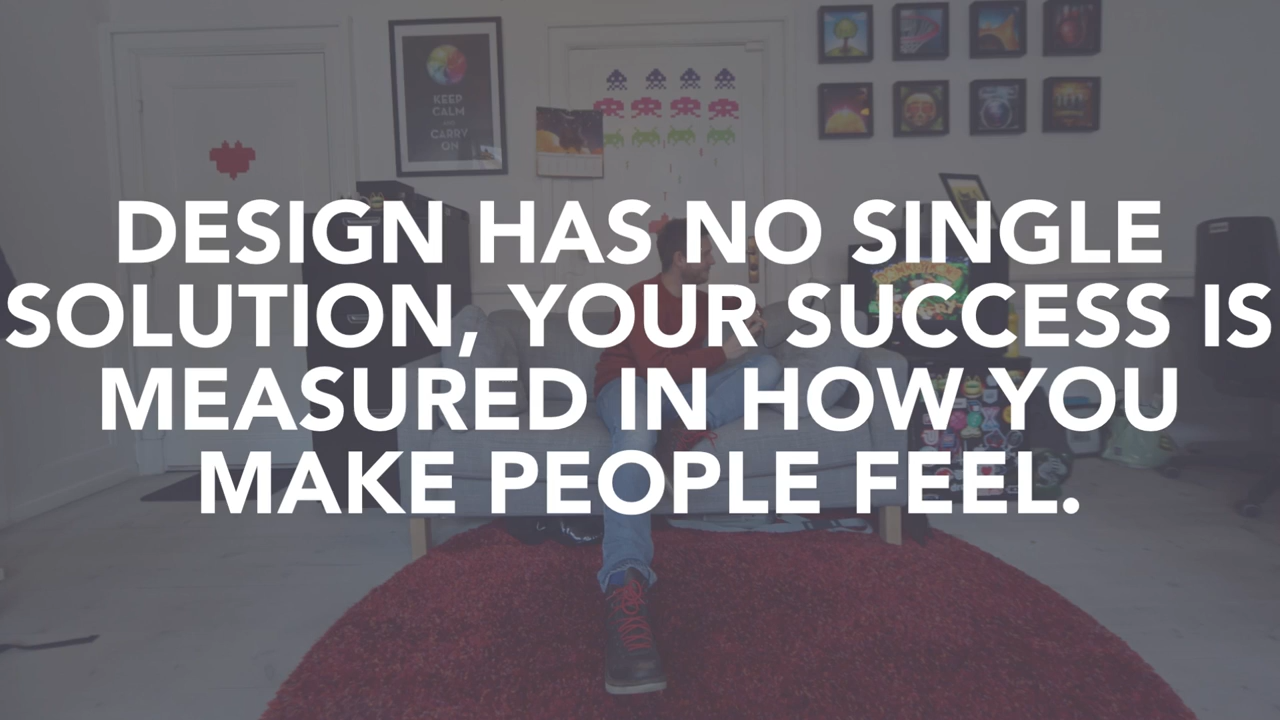 KEEP
CALM
AND
CARRY
ON
DESIGN HAS NO SINGLE
SOLUTION, YOUR SUCCESS IS
MEASURED IN HOW YOU
MAKE PEOPLE FEEL.